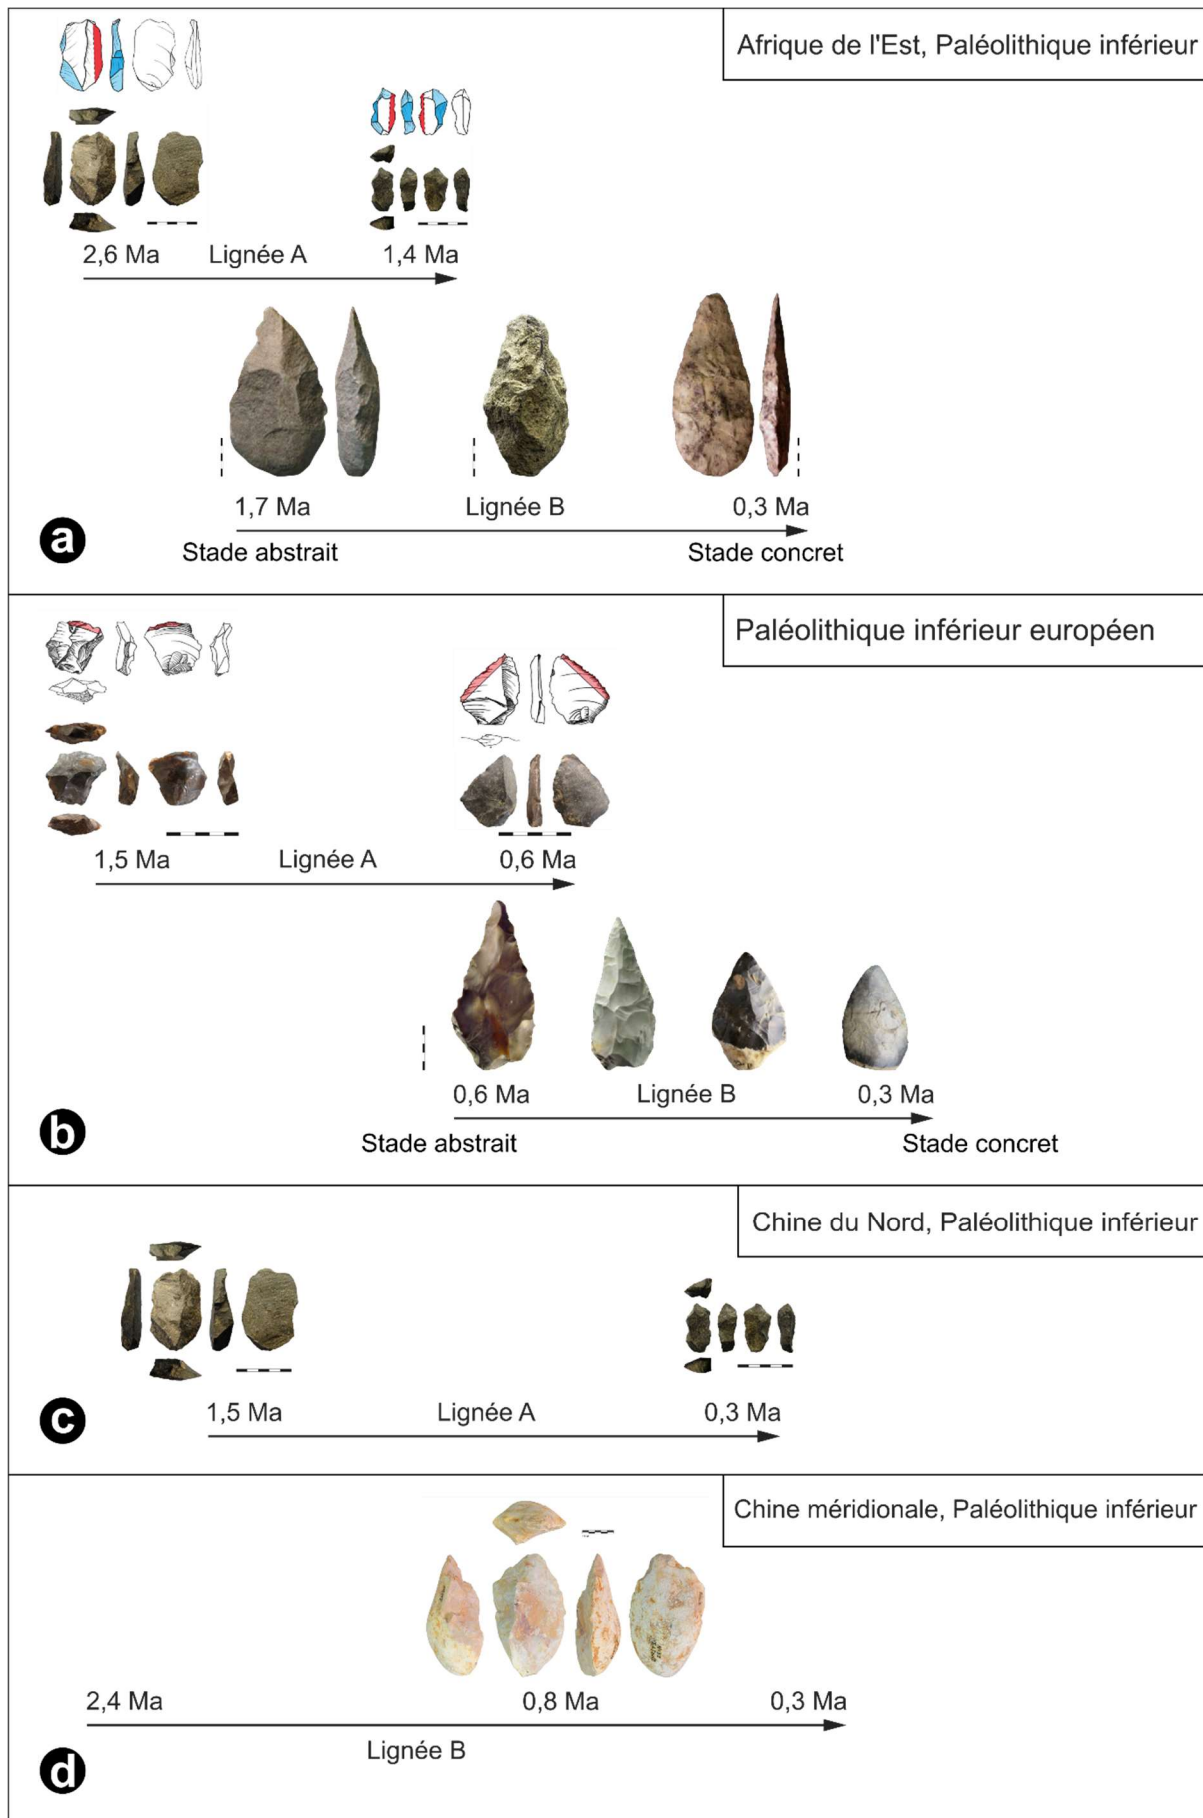 Afrique de l'Est, Paléolithique inférieur
2,6 Ma Lignée A 1,4 Ma
1,7 Ma Lignée B 0,3 Ma
a
Stade abstrait Stade concret
Paléolithique inférieur européen
1,5 Ma Lignée A 0,6 Ma
0,6 Ma Lignée B 0,3 Ma
b
Stade abstrait Stade concret
Chine du Nord, Paléolithique inférieur
1,5 Ma Lignée A 0,3 Ma
c
Chine méridionale, Paléolithique inférieur
2,4 Ma 0,8 Ma 0,3 Ma
Lignée B
d